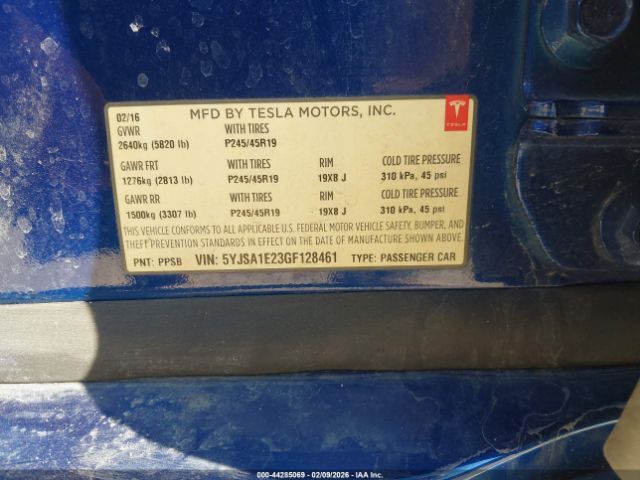 02/16 MFD BY TESLA MOTORS, INC.
GVWR WITH TIRES
2640kg (5820 lb) P245/45R19
GAWR FRT WITH TIRES RIM COLD TIRE PRESSURE
1276kg (2813 lb) P245/45R19 19X8 J 310 kPa, 45 psi
GAWR RR WITH TIRES RIM COLD TIRE PRESSURE
1500kg (3307 lb) P245/45R19 19X8 J 310 kPa, 45 psi
THIS VEHICLE CONFORMS TO ALL APPLICABLE U.S. FEDERAL MOTOR VEHICLE SAFETY, BUMPER, AND
THEFT PREVENTION STANDARDS IN EFFECT ON THE DATE OF MANUFACTURE SHOWN ABOVE.
PNT: PPSB VIN: 5YJSA1E23GF128461 TYPE: PASSENGER CAR
TESLA
000-44285069 - 02/09/2026 - IAAI, Inc.